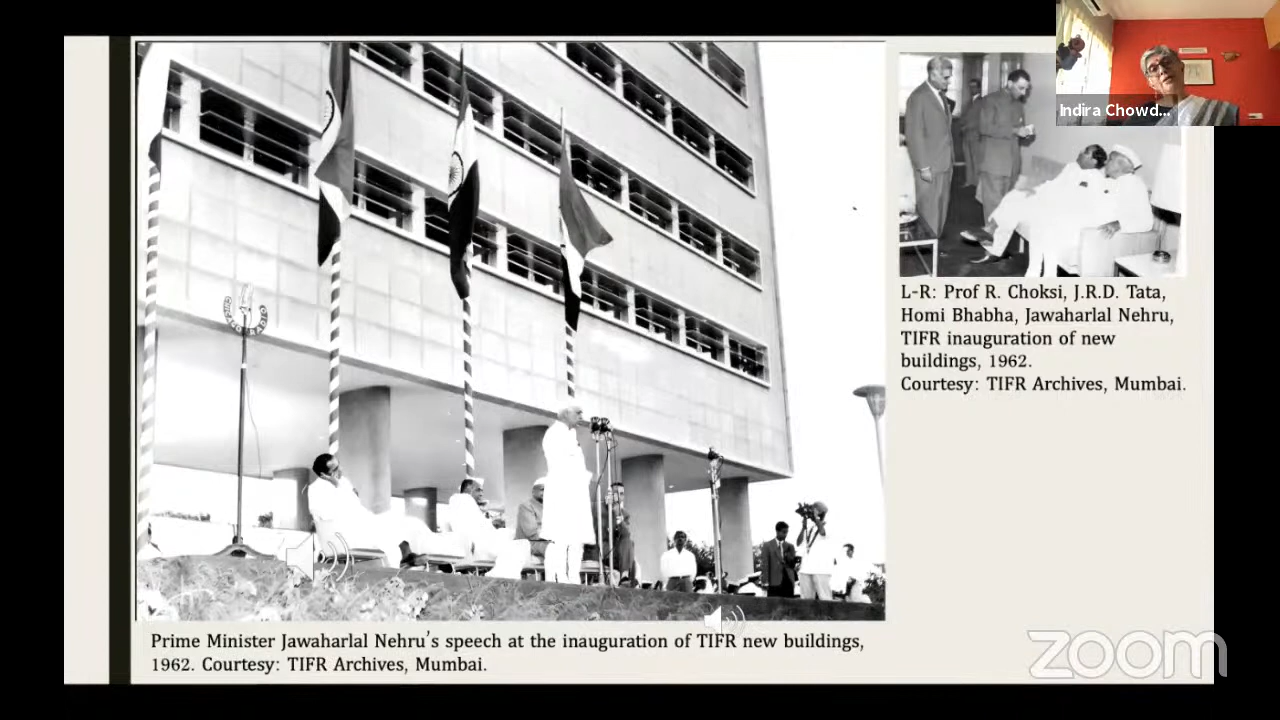 Indira Chowd...
L-R: Prof R. Choksi, J.R.D. Tata,
Homi Bhabha, Jawaharlal Nehru,
TIFR inauguration of new
buildings, 1962.
Courtesy: TIFR Archives, Mumbai.
Prime Minister Jawaharlal Nehru's speech at the inauguration of TIFR new buildings,
1962. Courtesy: TIFR Archives, Mumbai.
zoom